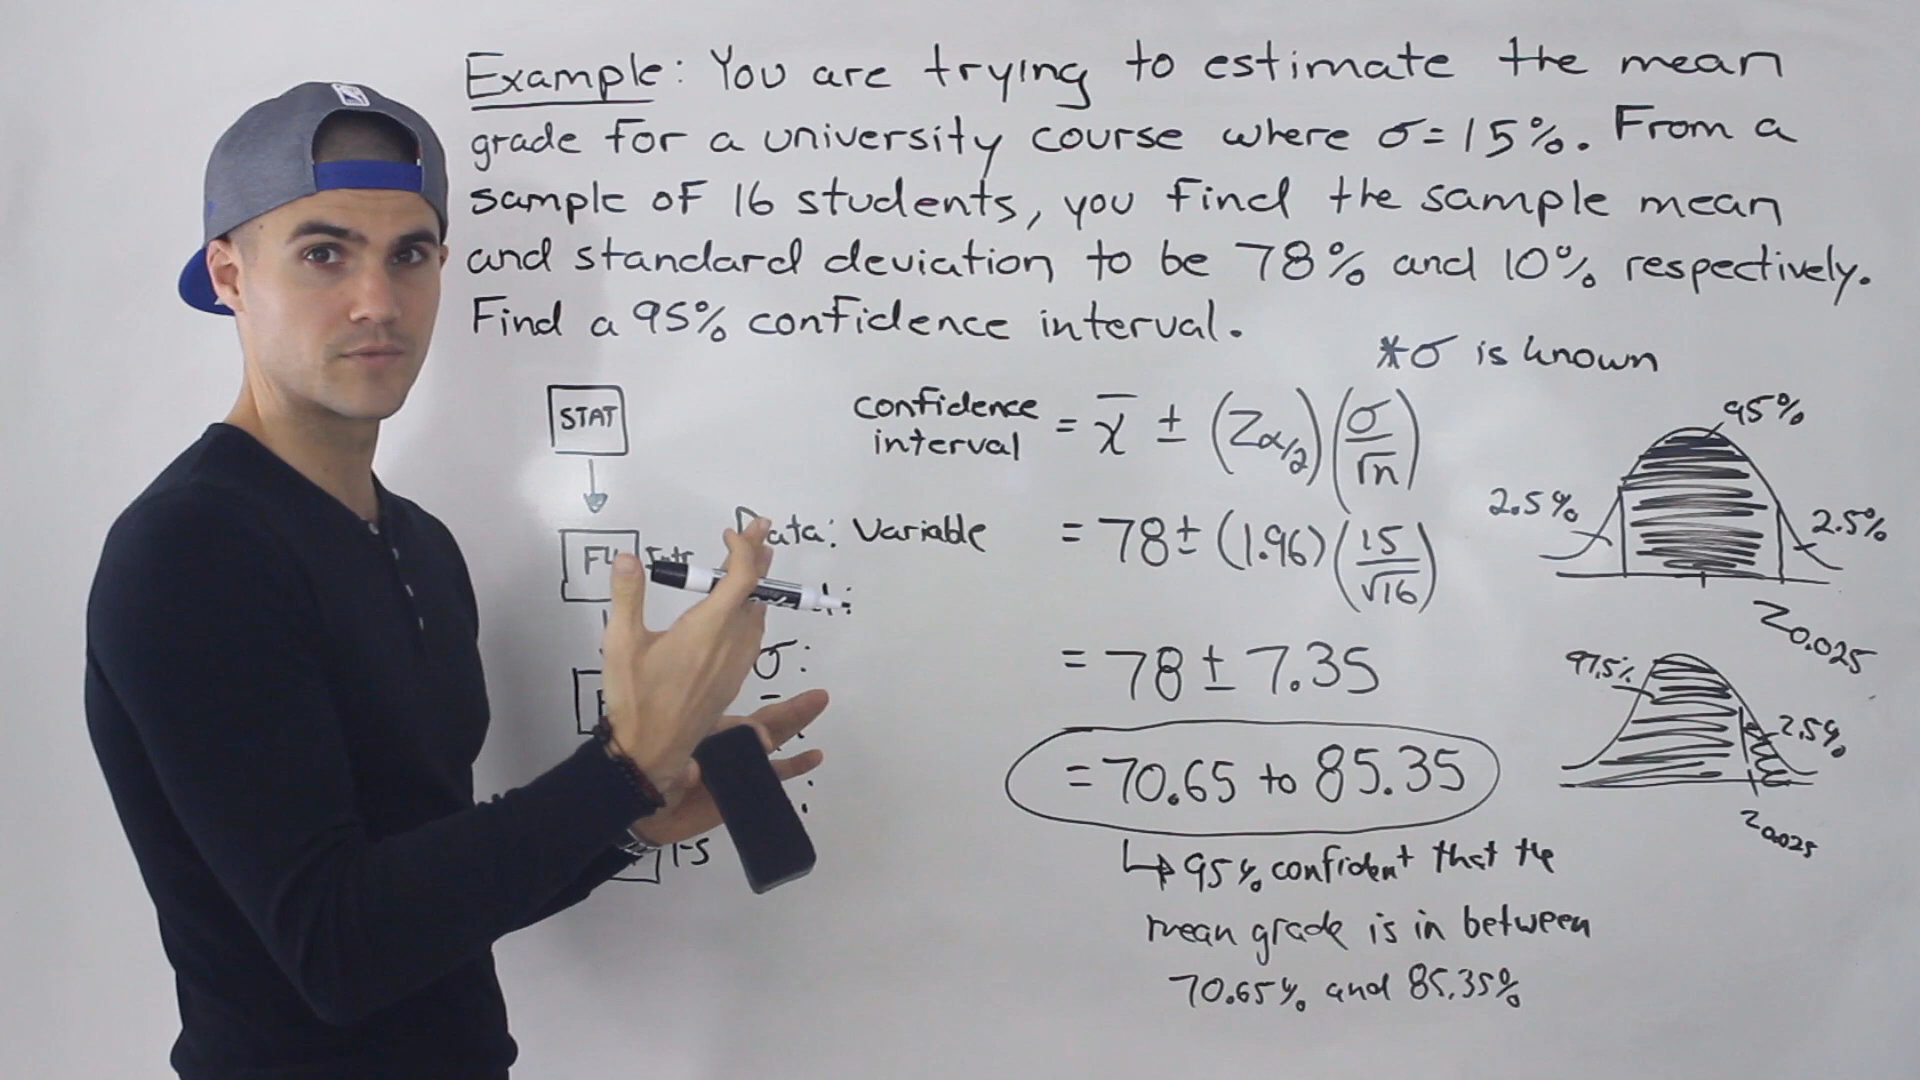 Example: You are trying to estimate the mean
grade for a university course where σ=15%. From a
sample of 16 students, you find the sample mean
and standard deviation to be 78% and 10% respectively.
Find a 95% confidence interval.
*σ is known
STAT
confidence
interval
= x̄ ± (Zα/2)(σ/√n)
95%
2.5%
2.5%
Z0.025
F4
Data: Variable
= 78 ± (1.96)(15/√16)
σ:
= 78 ± 7.35
97.5%
2.5%
Z0.025
= 70.65 to 85.35
↳ 95% confident that the
mean grade is in between
70.65% and 85.35%